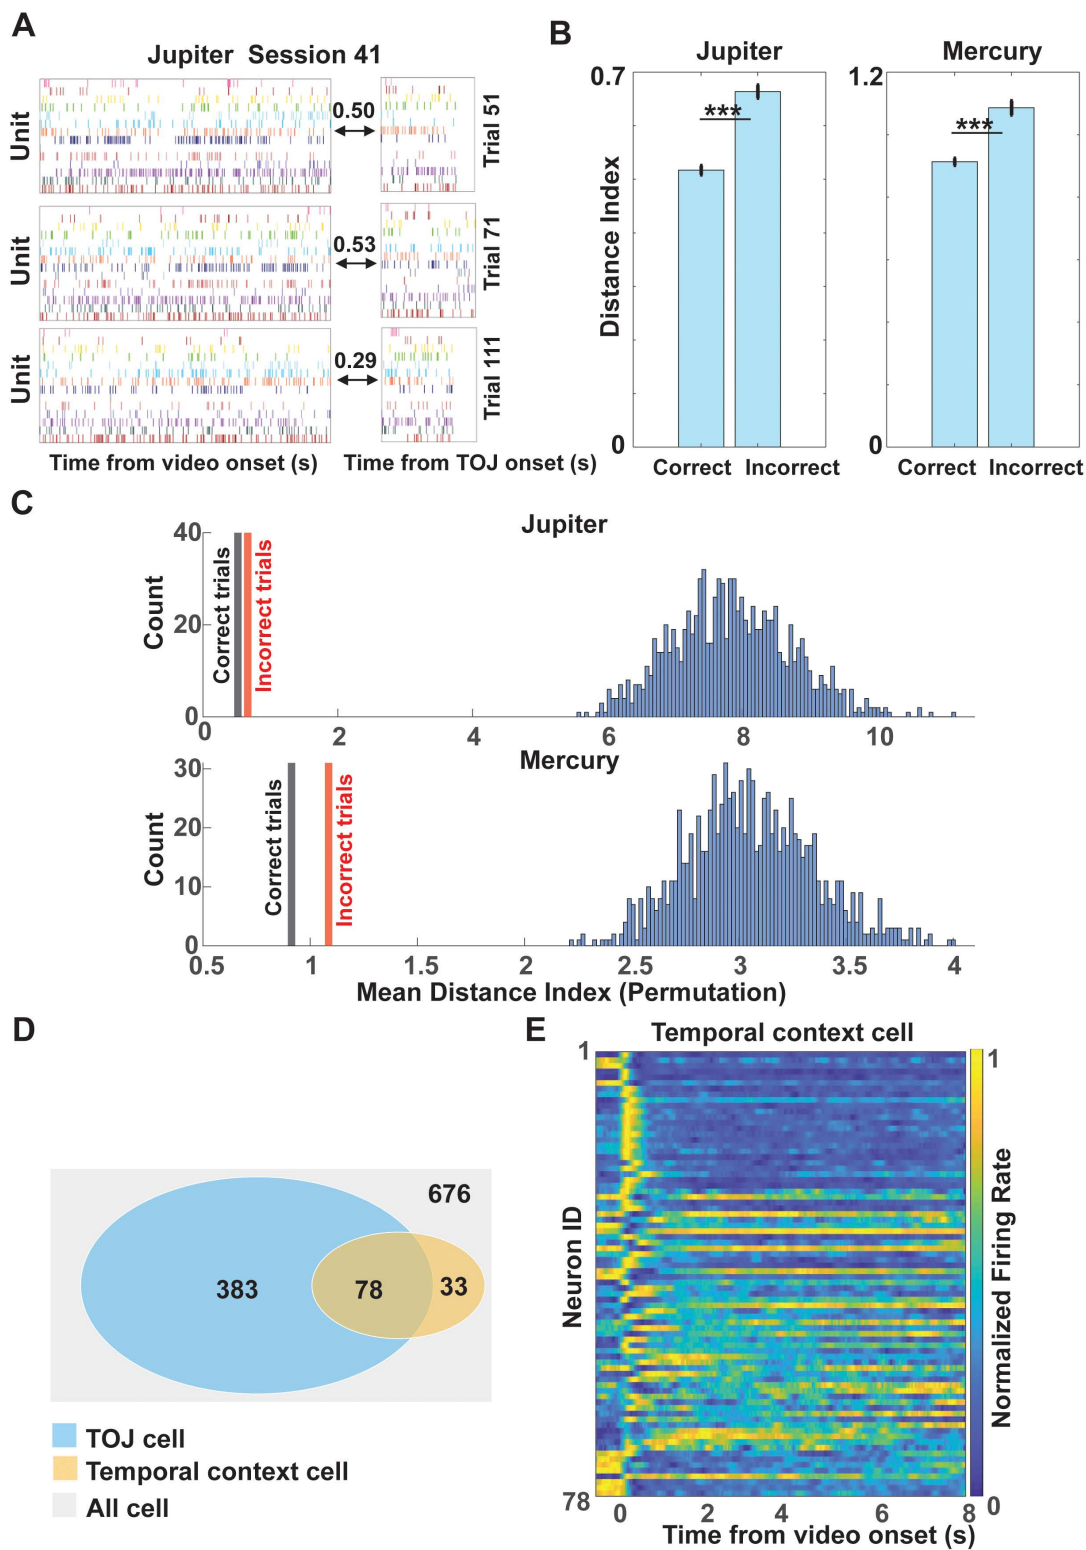 A
Jupiter Session 41
Unit
0.50
Trial 51
Unit
0.53
Trial 71
Unit
0.29
Trial 111
Time from video onset (s)
Time from TOJ onset (s)
B
Jupiter
Mercury
0.7
1.2
Distance Index
***
***
0
0
Correct
Incorrect
Correct
Incorrect
C
Jupiter
40
20
0
Count
Correct trials
Incorrect trials
0
2
4
6
8
10
Mercury
30
20
10
0
Count
Correct trials
Incorrect trials
0.5
1
1.5
2
2.5
3
3.5
4
Mean Distance Index (Permutation)
D
676
383
78
33
TOJ cell
Temporal context cell
All cell
E
Temporal context cell
1
78
Neuron ID
0
2
4
6
8
Time from video onset (s)
1
0
Normalized Firing Rate